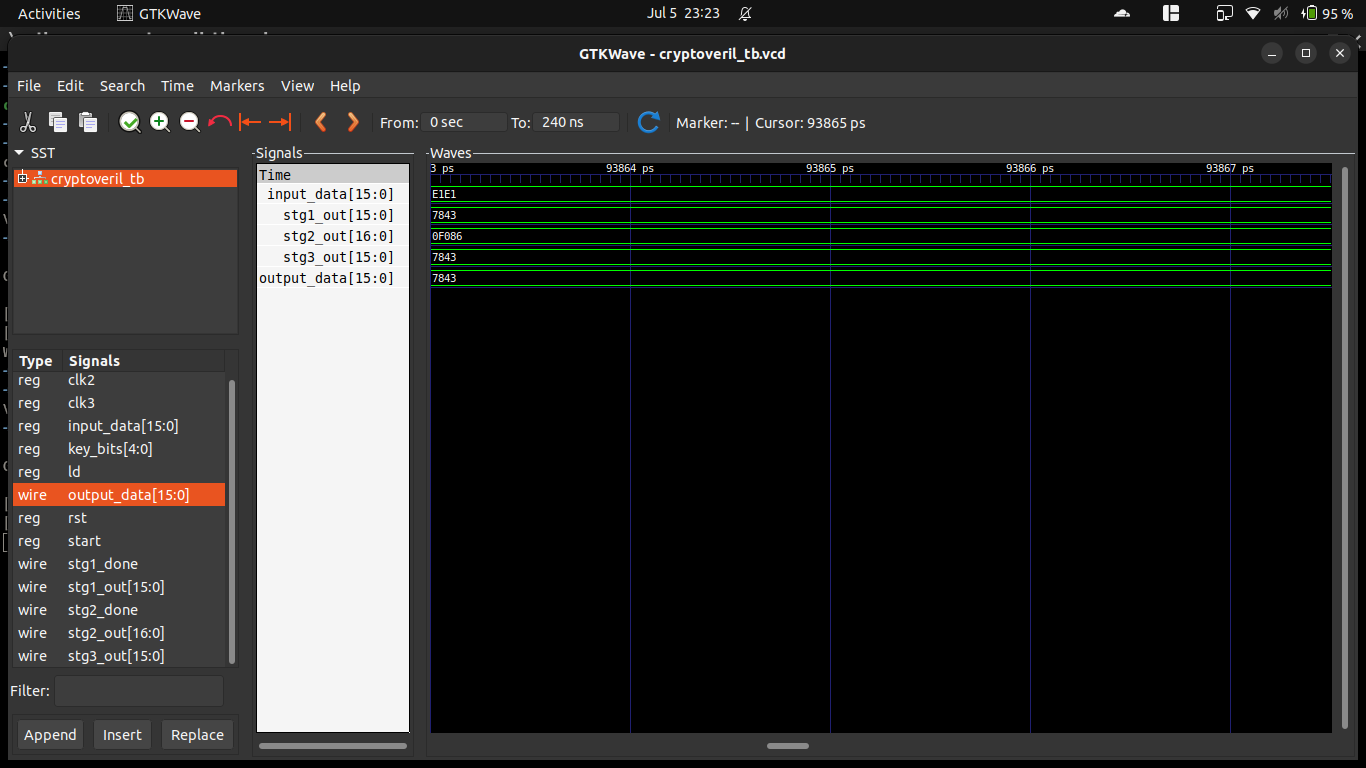 Activities GTKWave Jul 5 23:23 95 %
GTKWave - cryptoveril_tb.vcd
File Edit Search Time Markers View Help
From: 0 sec To: 240 ns Marker: -- | Cursor: 93865 ps
SST
cryptoveril_tb
Type Signals
reg clk2
reg clk3
reg input_data[15:0]
reg key_bits[4:0]
reg ld
wire output_data[15:0]
reg rst
reg start
wire stg1_done
wire stg1_out[15:0]
wire stg2_done
wire stg2_out[16:0]
wire stg3_out[15:0]
Filter:
Append Insert Replace
Signals
Time
input_data[15:0]
stg1_out[15:0]
stg2_out[16:0]
stg3_out[15:0]
output_data[15:0]
Waves
3 ps 93864 ps 93865 ps 93866 ps 93867 ps
E1E1
7843
0F086
7843
7843